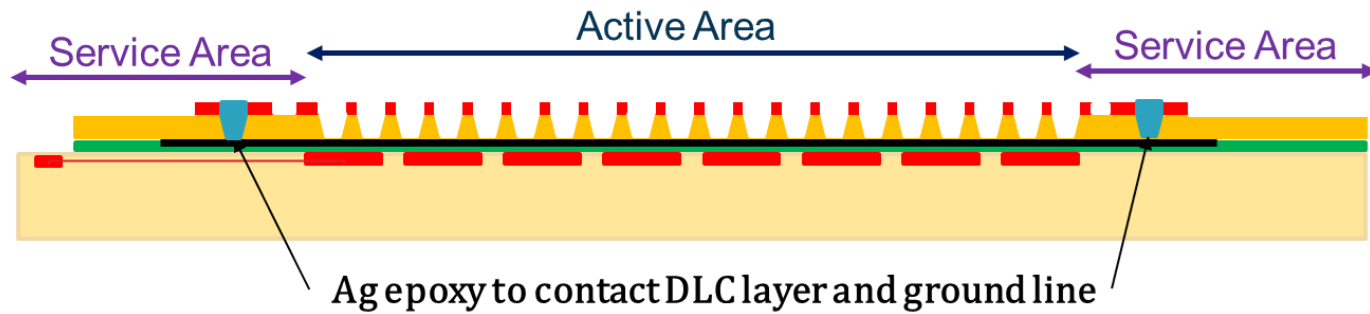 Active Area
Service Area
Service Area
Ag epoxy to contact DLC layer and ground line